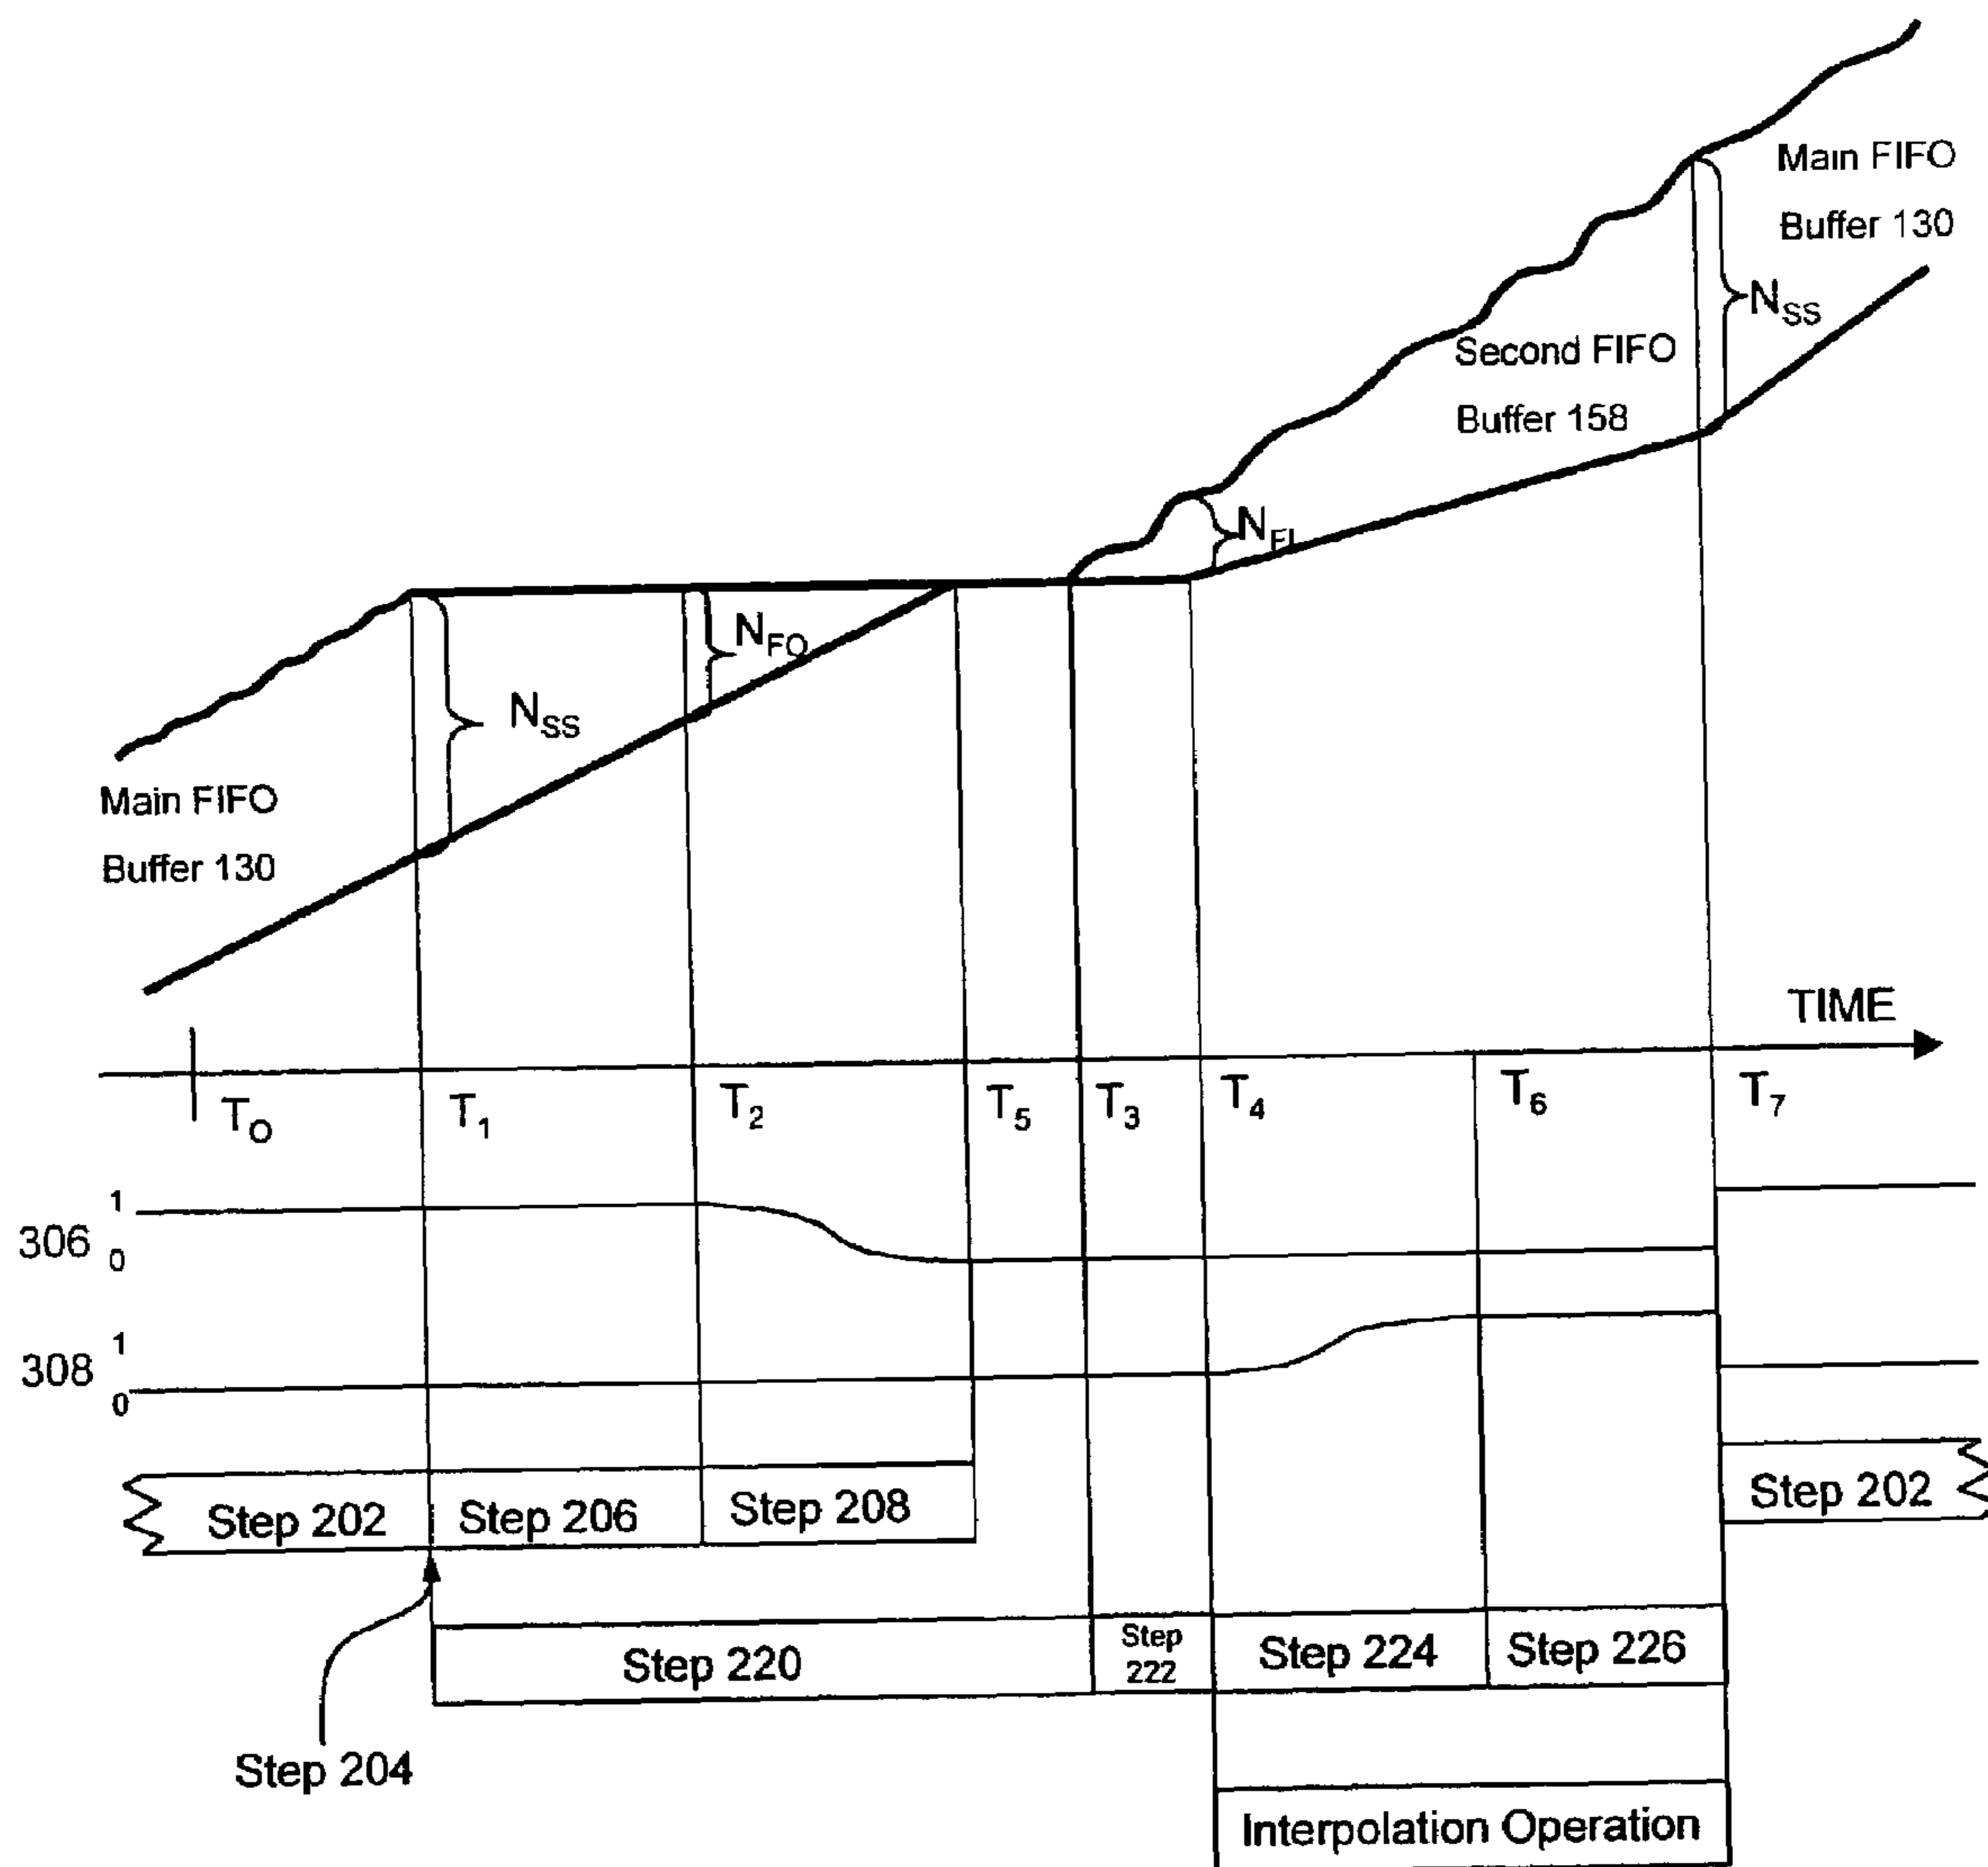 Main FIFO
Buffer 130
N_SS
Second FIFO
Buffer 158
N_FI
N_FO
N_SS
Main FIFO
Buffer 130
TIME
T_O T_1 T_2 T_5 T_3 T_4 T_6 T_7
1
306
0
1
308
0
Step 202 Step 206 Step 208 Step 202
Step 220 Step 222 Step 224 Step 226
Step 204
Interpolation Operation